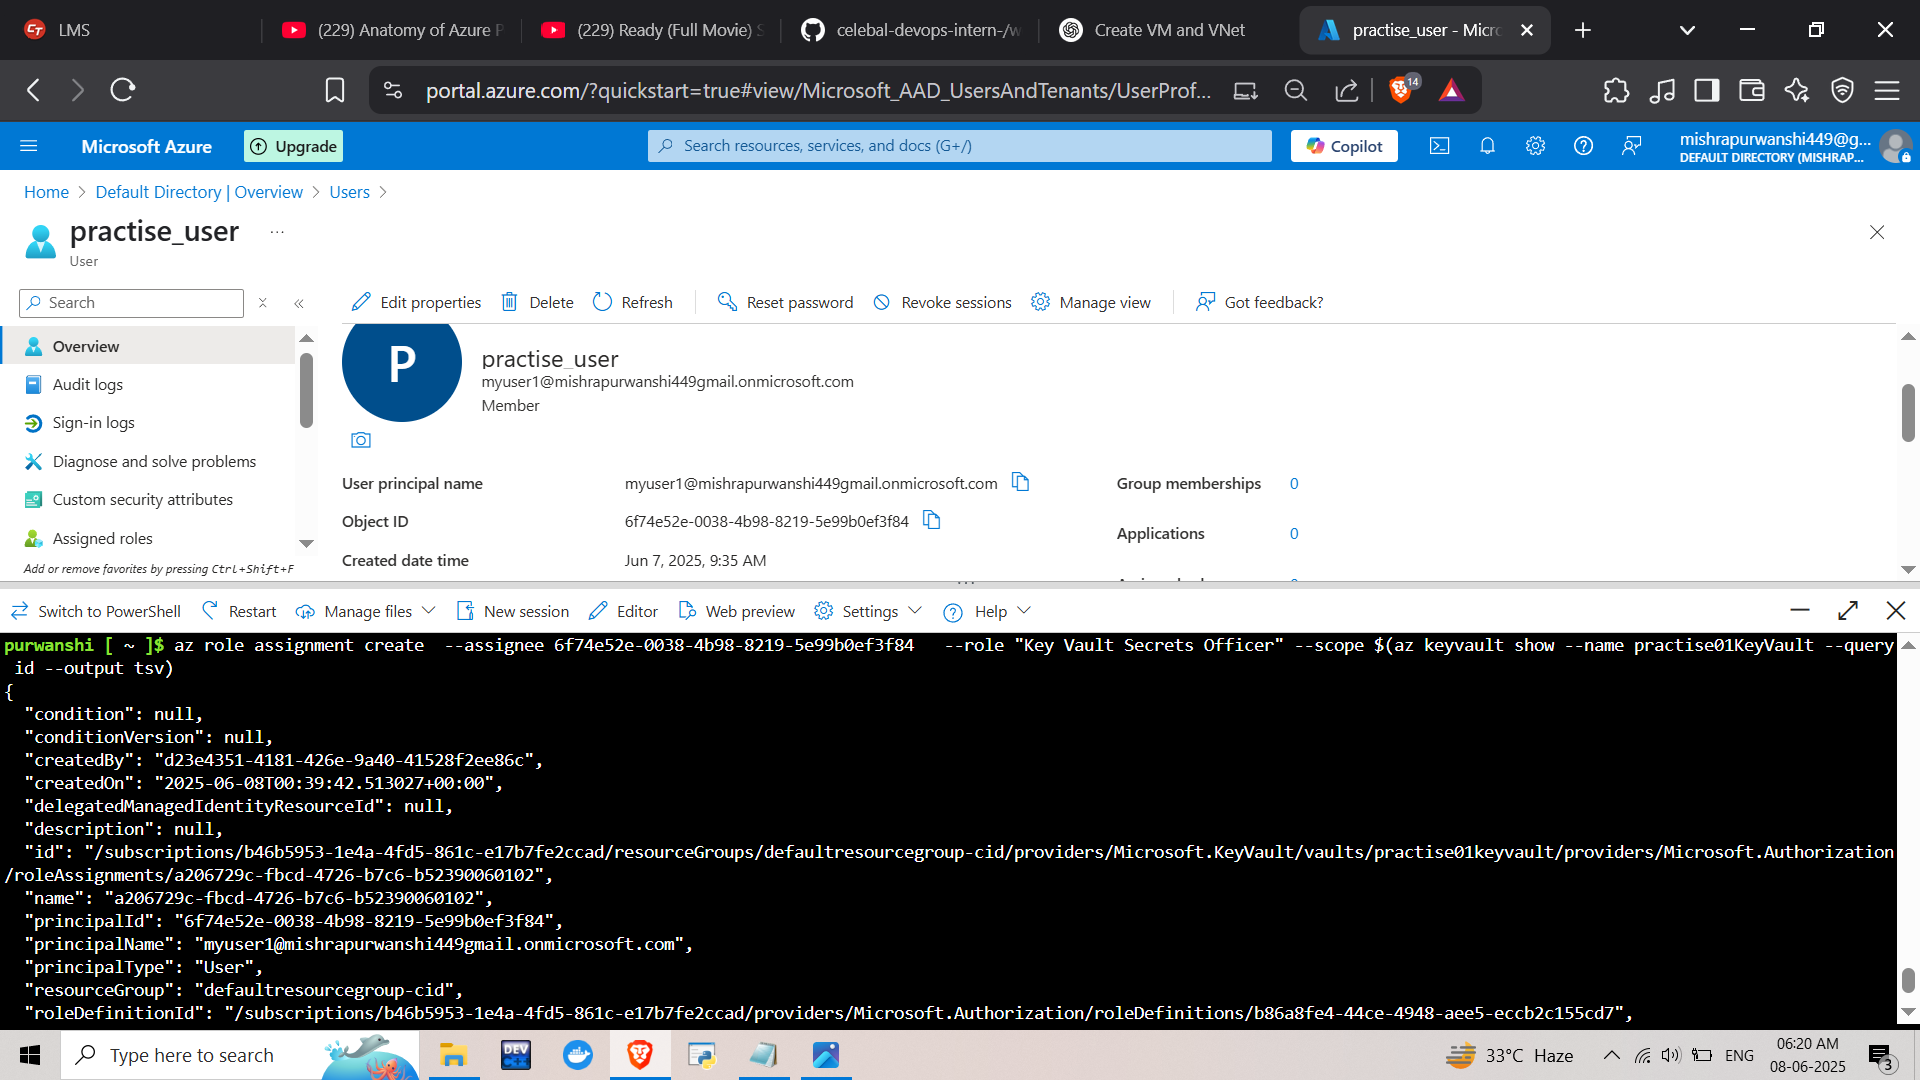 LMS
(229) Anatomy of Azure P
(229) Ready (Full Movie) S
celebal-devops-intern-/w
Create VM and VNet
practise_user - Micro
portal.azure.com/?quickstart=true#view/Microsoft_AAD_UsersAndTenants/UserProf...
14
Microsoft Azure
Upgrade
Search resources, services, and docs (G+/)
Copilot
mishrapurwanshi449@g...
DEFAULT DIRECTORY (MISHRAP...
Home > Default Directory | Overview > Users >
practise_user ...
User
Search
Edit properties
Delete
Refresh
Reset password
Revoke sessions
Manage view
Got feedback?
Overview
Audit logs
Sign-in logs
Diagnose and solve problems
Custom security attributes
Assigned roles
Add or remove favorites by pressing Ctrl+Shift+F
P
practise_user
myuser1@mishrapurwanshi449gmail.onmicrosoft.com
Member
User principal name myuser1@mishrapurwanshi449gmail.onmicrosoft.com
Object ID 6f74e52e-0038-4b98-8219-5e99b0ef3f84
Created date time Jun 7, 2025, 9:35 AM
Group memberships 0
Applications 0
Switch to PowerShell
Restart
Manage files
New session
Editor
Web preview
Settings
Help
purwanshi [ ~ ]$ az role assignment create  --assignee 6f74e52e-0038-4b98-8219-5e99b0ef3f84   --role "Key Vault Secrets Officer" --scope $(az keyvault show --name practise01KeyVault --query
id --output tsv)
{
"condition": null,
"conditionVersion": null,
"createdBy": "d23e4351-4181-426e-9a40-41528f2ee86c",
"createdOn": "2025-06-08T00:39:42.513027+00:00",
"delegatedManagedIdentityResourceId": null,
"description": null,
"id": "/subscriptions/b46b5953-1e4a-4fd5-861c-e17b7fe2ccad/resourceGroups/defaultresourcegroup-cid/providers/Microsoft.KeyVault/vaults/practise01keyvault/providers/Microsoft.Authorization
/roleAssignments/a206729c-fbcd-4726-b7c6-b52390060102",
"name": "a206729c-fbcd-4726-b7c6-b52390060102",
"principalId": "6f74e52e-0038-4b98-8219-5e99b0ef3f84",
"principalName": "myuser1@mishrapurwanshi449gmail.onmicrosoft.com",
"principalType": "User",
"resourceGroup": "defaultresourcegroup-cid",
"roleDefinitionId": "/subscriptions/b46b5953-1e4a-4fd5-861c-e17b7fe2ccad/providers/Microsoft.Authorization/roleDefinitions/b86a8fe4-44ce-4948-aee5-eccb2c155cd7",
Type here to search
DEV
C++
33°C Haze
ENG
06:20 AM
08-06-2025
3